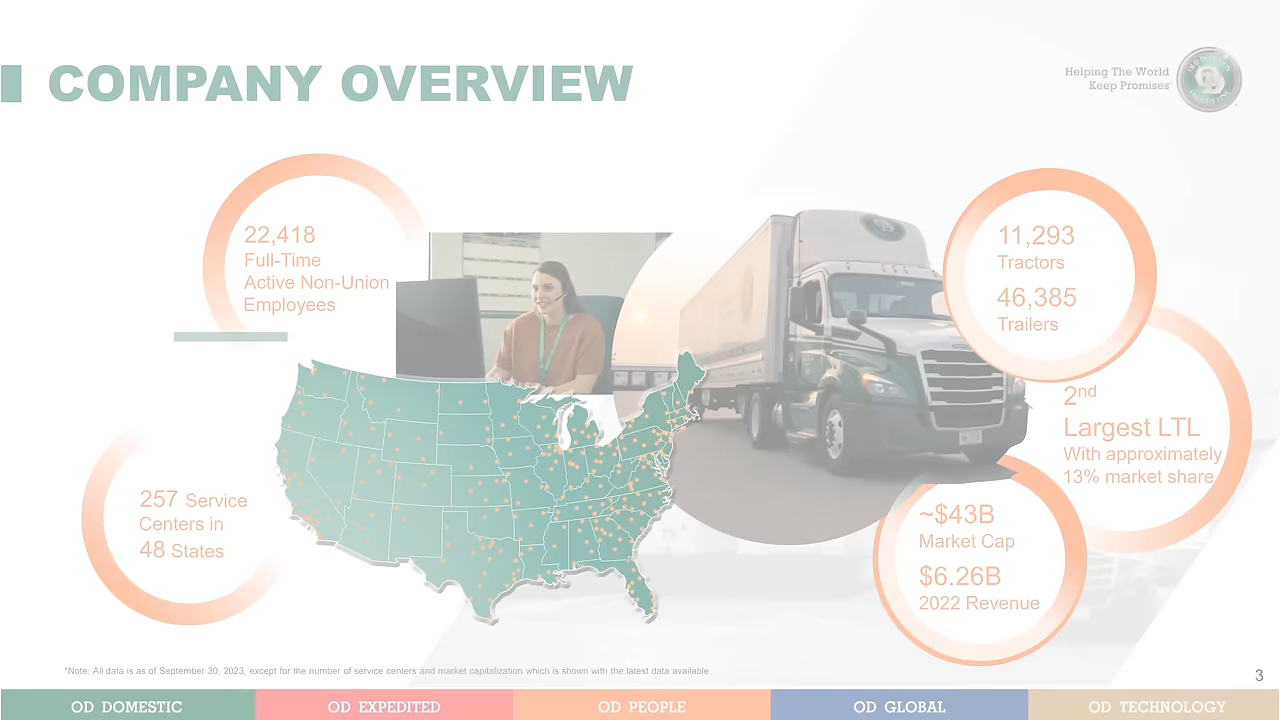 COMPANY OVERVIEW
Helping The World
Keep Promises
22,418
Full-Time
Active Non-Union
Employees
11,293
Tractors
46,385
Trailers
2nd
Largest LTL
With approximately
13% market share
257 Service
Centers in
48 States
~$43B
Market Cap
$6.26B
2022 Revenue
*Note: All data is as of September 30, 2023, except for the number of service centers and market capitalization which is shown with the latest data available.
3
OD DOMESTIC
OD EXPEDITED
OD PEOPLE
OD GLOBAL
OD TECHNOLOGY